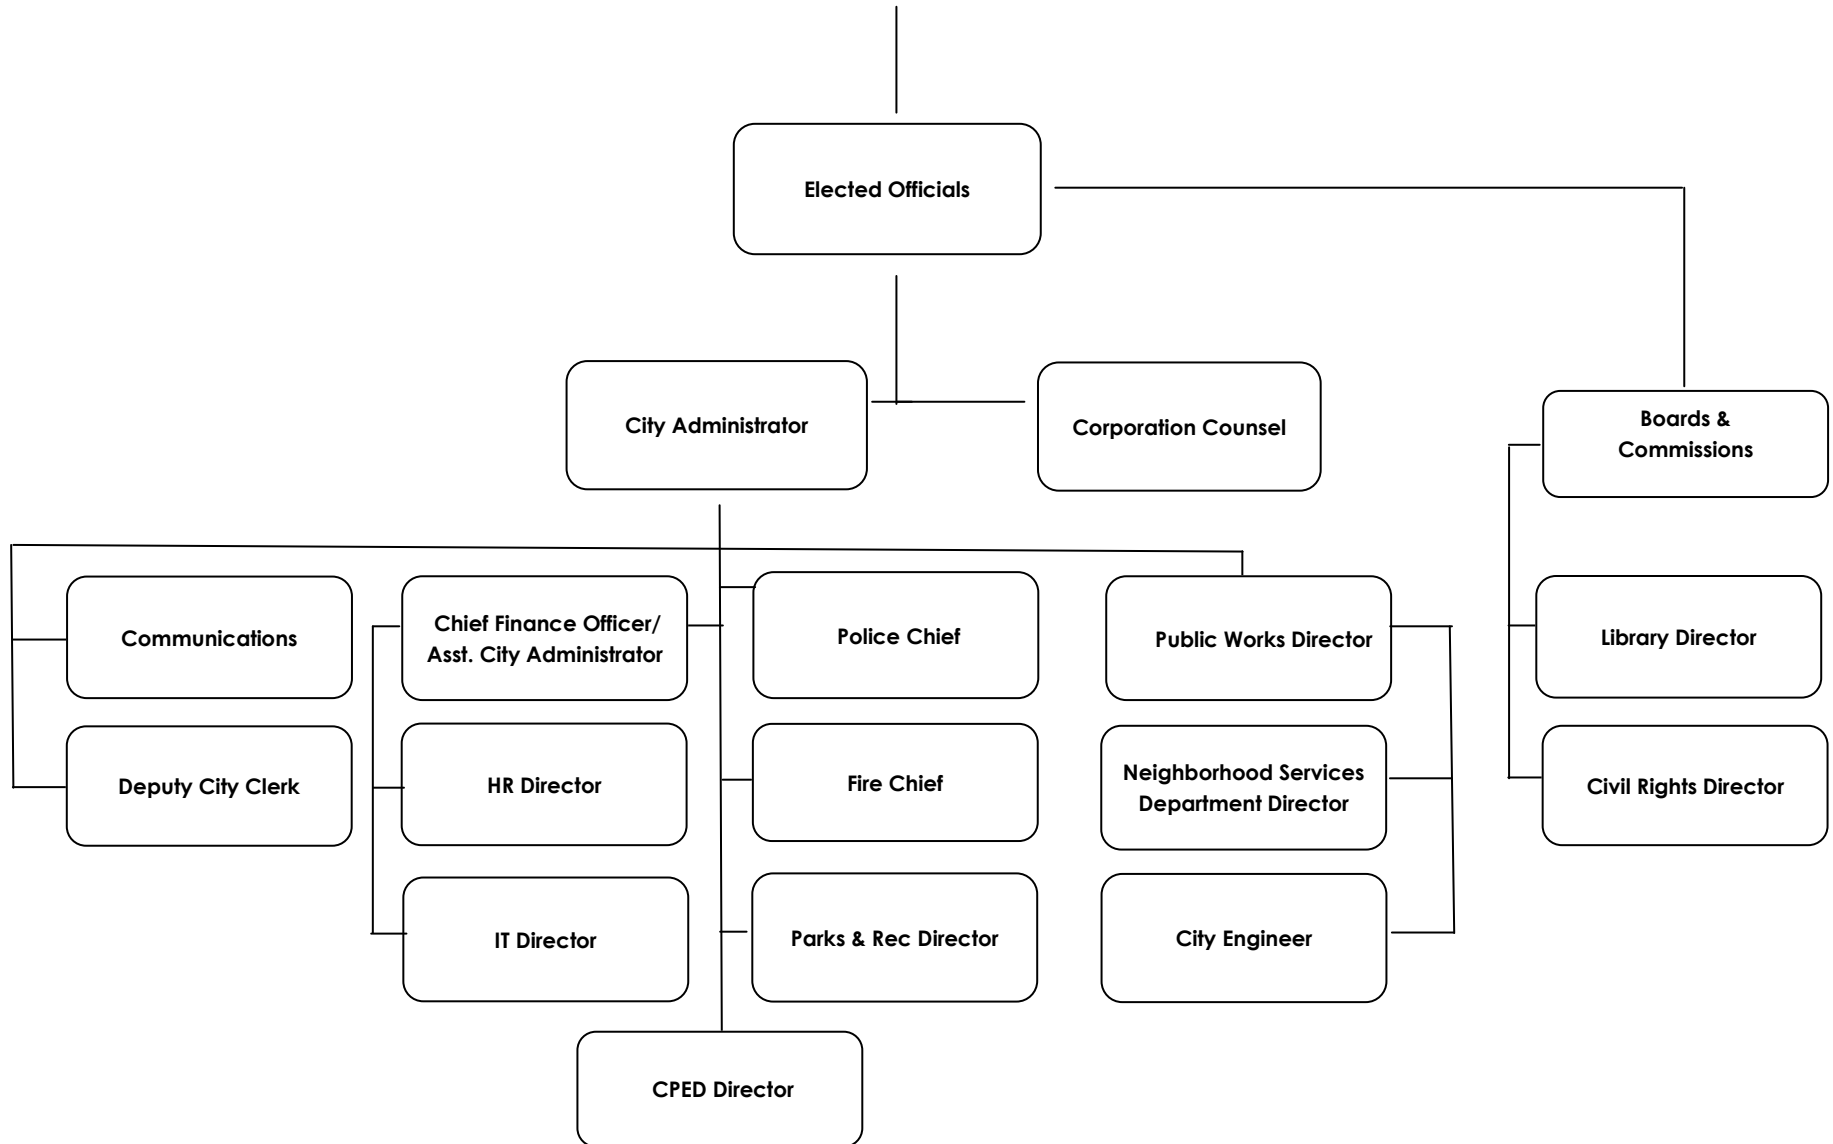 Elected Officials
City Administrator
Corporation Counsel
Boards &
Commissions
Communications
Chief Finance Officer/
Asst. City Administrator
Police Chief
Public Works Director
Library Director
Deputy City Clerk
HR Director
Fire Chief
Neighborhood Services
Department Director
Civil Rights Director
IT Director
Parks & Rec Director
City Engineer
CPED Director